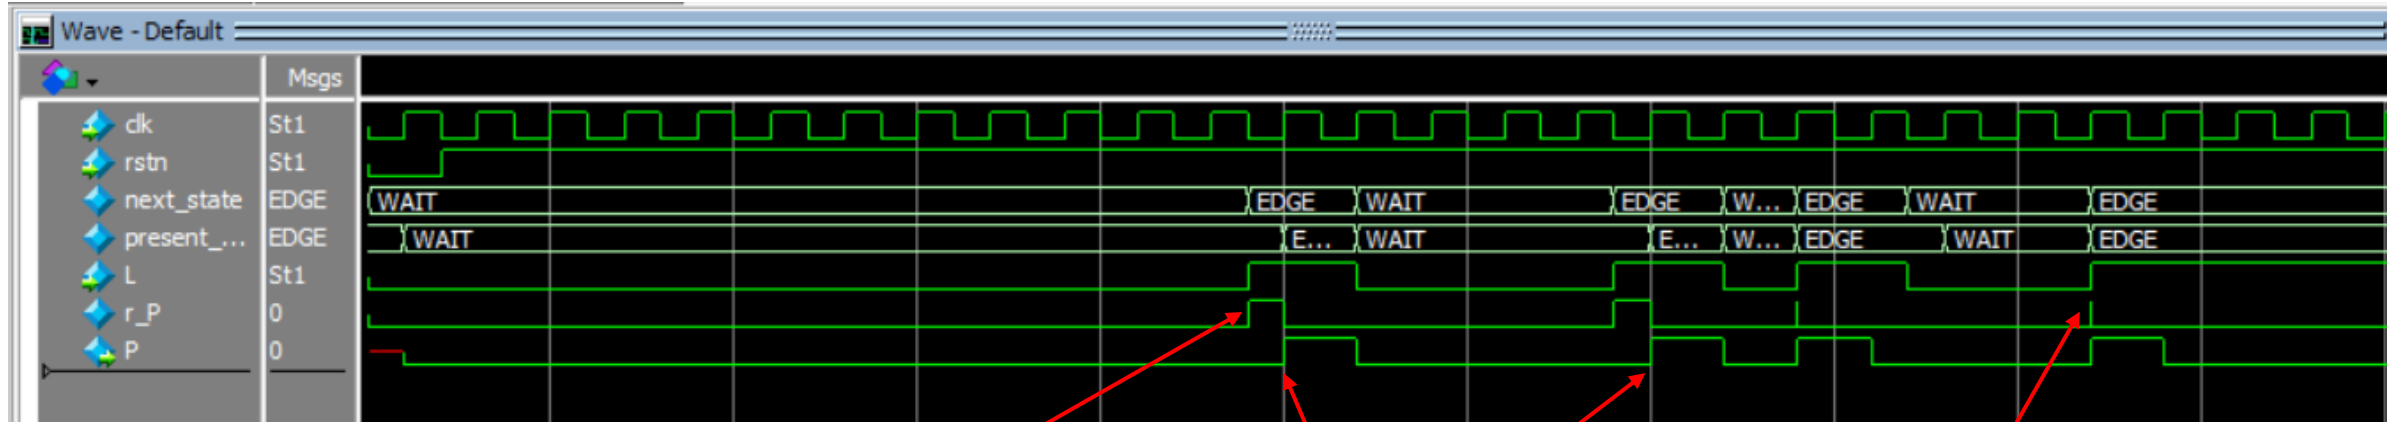 Wave - Default
Msgs
clk St1
rstn St1
next_state EDGE WAIT EDGE WAIT EDGE W... EDGE WAIT EDGE
present_... EDGE WAIT E... WAIT E... W... EDGE WAIT EDGE
L St1
r_P 0
P 0